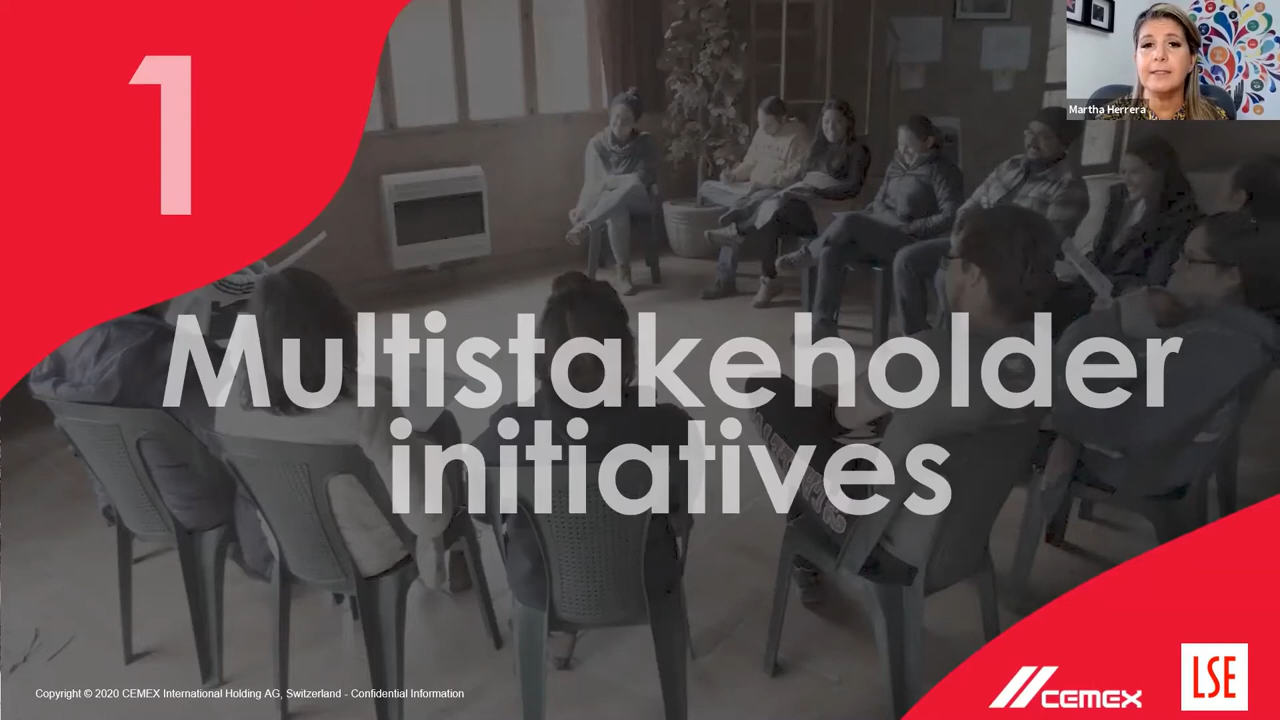 1
Martha Herrera
Multistakeholder
initiatives
Copyright © 2020 CEMEX International Holding AG, Switzerland - Confidential Information
CEMEX
LSE